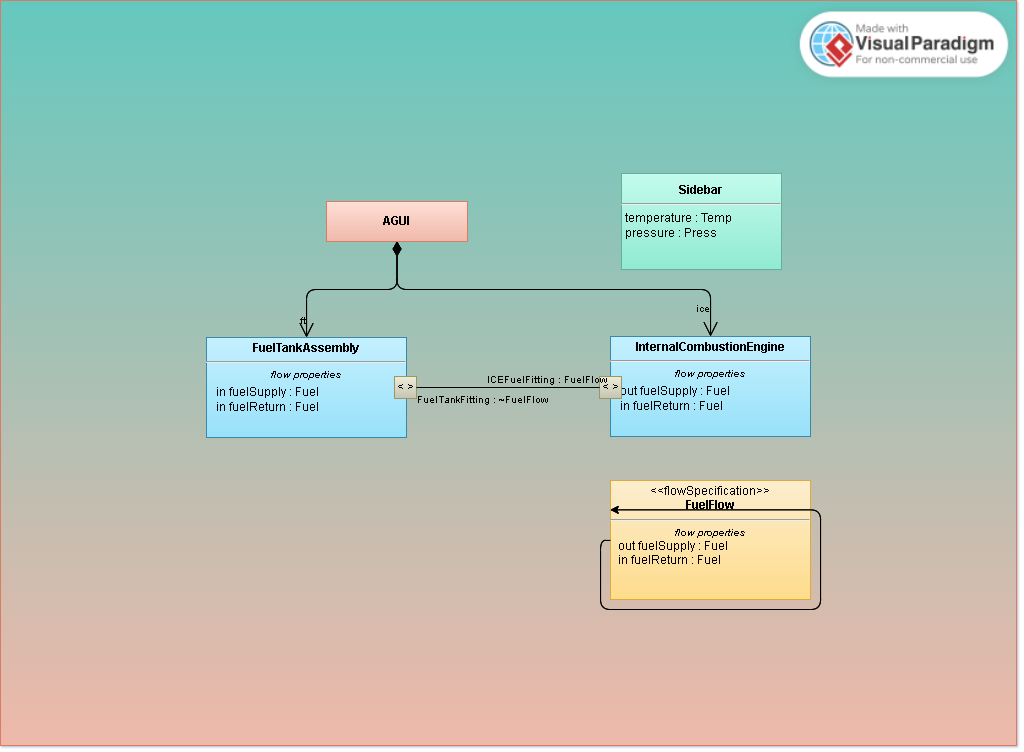 Made with
VisualParadigm
For non-commercial use
Sidebar
temperature : Temp
pressure : Press
AGUI
ft
ice
FuelTankAssembly
flow properties
in fuelSupply : Fuel
in fuelReturn : Fuel
< >
ICEFuelFitting : FuelFlow
FuelTankFitting : ~FuelFlow
< >
InternalCombustionEngine
flow properties
out fuelSupply : Fuel
in fuelReturn : Fuel
<<flowSpecification>>
FuelFlow
flow properties
out fuelSupply : Fuel
in fuelReturn : Fuel